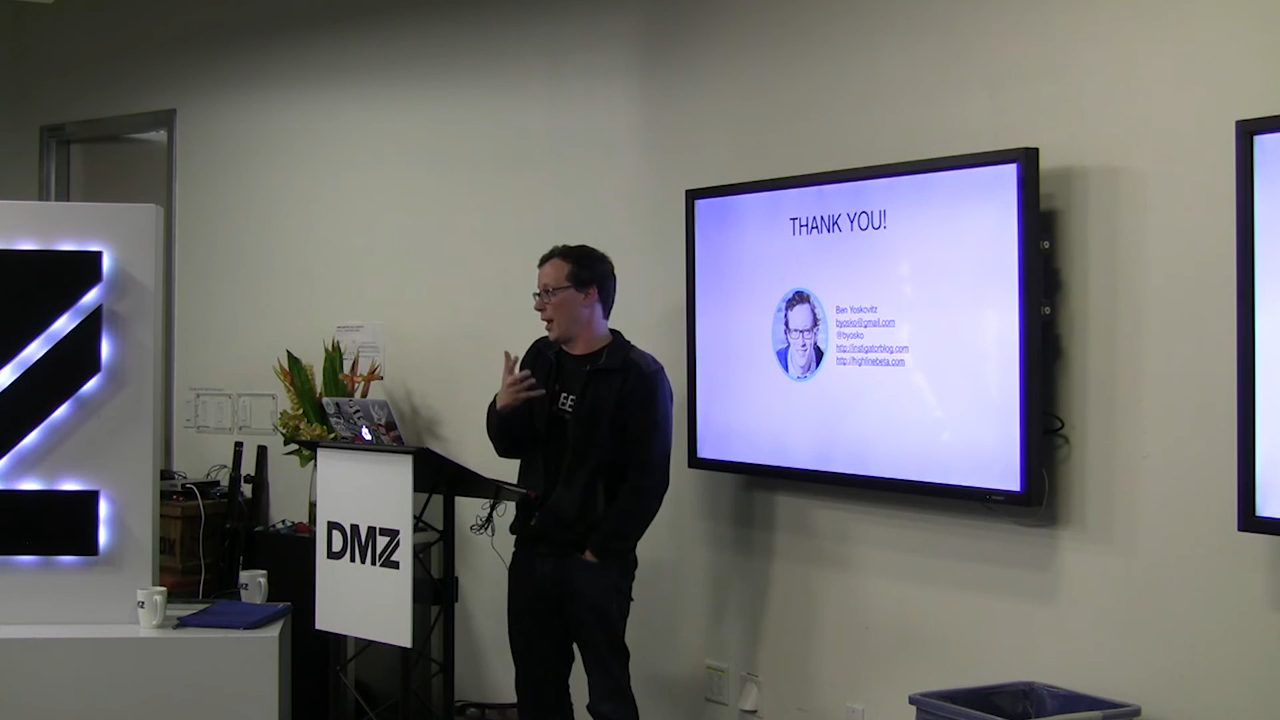 THANK YOU!
Ben Yoskovitz
byosko@gmail.com
@byosko
http://instigatorblog.com
http://highlinebeta.com
DMZ
Z